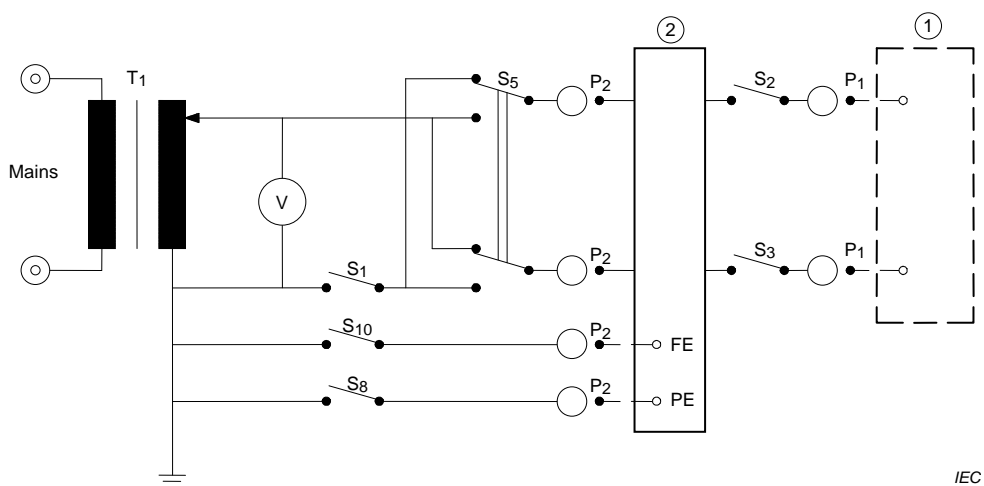 ①
②
T1
S5
P2
S2
P1
Mains
V
P2
S3
P1
S1
S10
P2
FE
S8
P2
PE
IEC